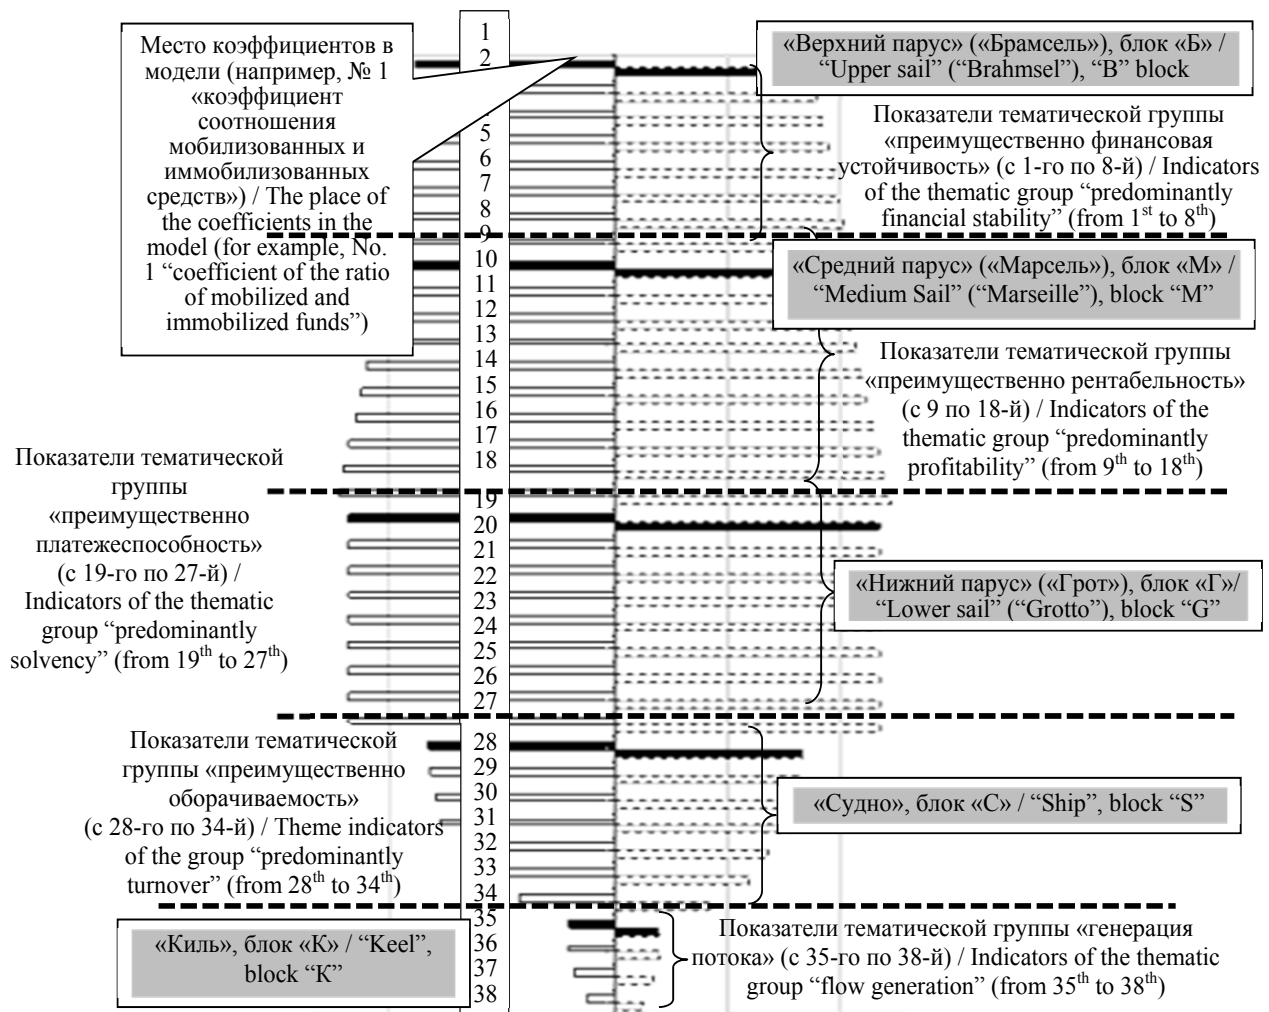 Место коэффициентов в
модели (например, № 1
«коэффициент
соотношения
мобилизованных и
иммобилизованных
средств») / The place of
the coefficients in the
model (for example, No.
1 “coefficient of the ratio
of mobilized and
immobilized funds”)
1
2
5
6
7
8
9
10
11
12
13
14
15
16
17
18
19
20
21
22
23
24
25
26
27
28
29
30
31
32
33
34
35
36
37
38
«Верхний парус» («Брамсель»), блок «Б» /
“Upper sail” (“Brahmsel”), “B” block
Показатели тематической группы
«преимущественно финансовая
устойчивость» (с 1-го по 8-й) / Indicators
of the thematic group “predominantly
financial stability” (from 1st to 8th)
«Средний парус» («Марсель»), блок «М» /
“Medium Sail” (“Marseille”), block “M”
Показатели тематической группы
«преимущественно рентабельность»
(с 9 по 18-й) / Indicators of the
thematic group “predominantly
profitability” (from 9th to 18th)
Показатели тематической
группы
«преимущественно
платежеспособность»
(с 19-го по 27-й) /
Indicators of the thematic
group “predominantly
solvency” (from 19th to 27th)
«Нижний парус» («Грот»), блок «Г»/
“Lower sail” (“Grotto”), block “G”
Показатели тематической
группы «преимущественно
оборачиваемость»
(с 28-го по 34-й) / Theme indicators
of the group “predominantly
turnover” (from 28th to 34th)
«Судно», блок «С» / “Ship”, block “S”
«Киль», блок «К» / “Keel”,
block “К”
Показатели тематической группы «генерация
потока» (с 35-го по 38-й) / Indicators of the thematic
group “flow generation” (from 35th to 38th)